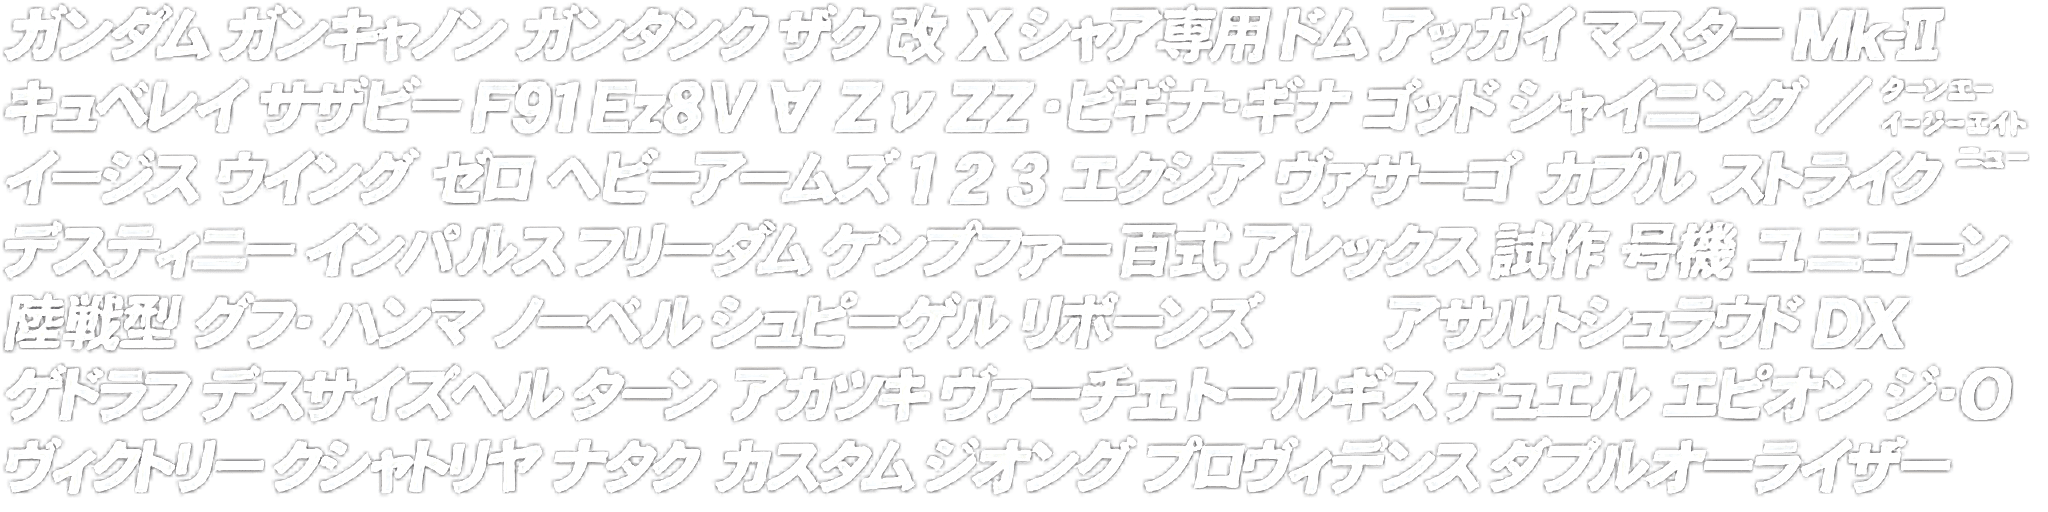 ガンダム ガンキャノン ガンタンク ザク 改 X シャア専用 ドム アッガイ マスター Mk-II
キュベレイ サザビー F91 Ez8 V ∀ Z ν ZZ ・ビギナ・ギナ ゴッド シャイニング / ターンエー
イージーエイト
ニュー
イージス ウイング ゼロ ヘビーアームズ 1 2 3 エクシア ヴァサーゴ カプル ストライク
デスティニー インパルス フリーダム ケンプファー 百式 アレックス 試作 号機 ユニコーン
陸戦型 グフ・ ハンマ ノーベル シュピーゲル リボーンズ アサルトシュラウド DX
ゲドラフ デスサイズヘル ターン アカツキ ヴァーチェ トールギス デュエル エピオン ジ・O
ヴィクトリー クシャトリヤ ナタク カスタム ジオング プロヴィデンス ダブルオーライザー